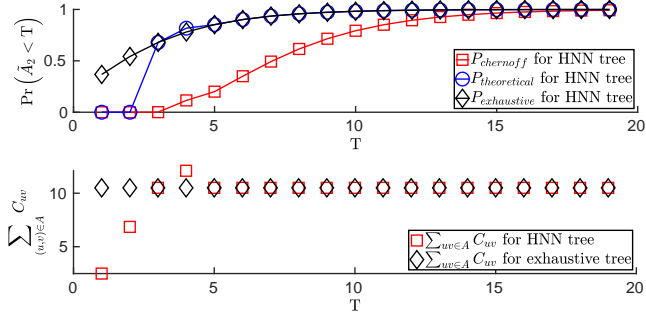 Pr (Ā₂ < T)
1
0.5
0
P_chernoff for HNN tree
P_theoretical for HNN tree
P_exhaustive for HNN tree
0 5 10 15 20
T
∑_(u,v)∈A C_uv
10
5
∑_uv∈A C_uv for HNN tree
∑_uv∈A C_uv for exhaustive tree
0 5 10 15 20
T